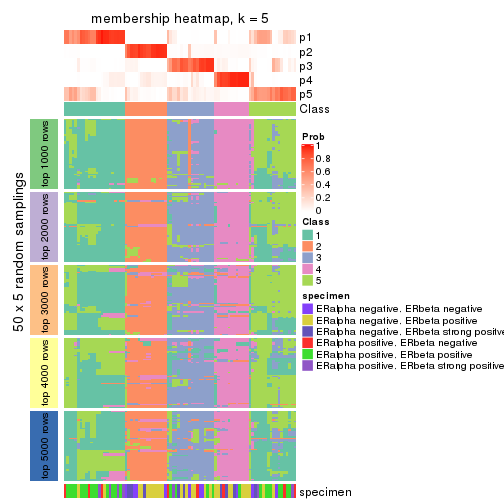 membership heatmap, k = 5
p1
p2
p3
p4
p5
Class
50 x 5 random samplings
top 1000 rows
top 2000 rows
top 3000 rows
top 4000 rows
top 5000 rows
specimen
Prob
1
0.8
0.6
0.4
0.2
0
Class
1
2
3
4
5
specimen
ERalpha negative. ERbeta negative
ERalpha negative. ERbeta positive
ERalpha negative. ERbeta strong positive
ERalpha positive. ERbeta negative
ERalpha positive. ERbeta positive
ERalpha positive. ERbeta strong positive